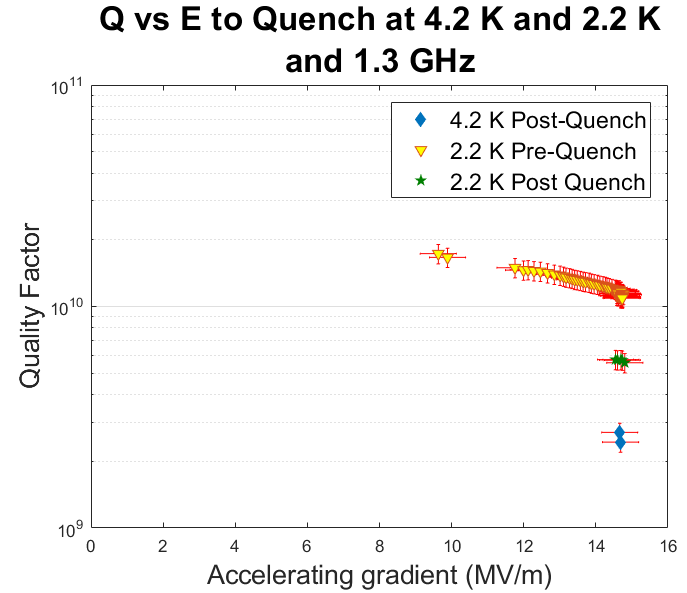 Q vs E to Quench at 4.2 K and 2.2 K
and 1.3 GHz
10^11
4.2 K Post-Quench
2.2 K Pre-Quench
2.2 K Post Quench
Quality Factor
10^10
10^9
0 2 4 6 8 10 12 14 16
Accelerating gradient (MV/m)